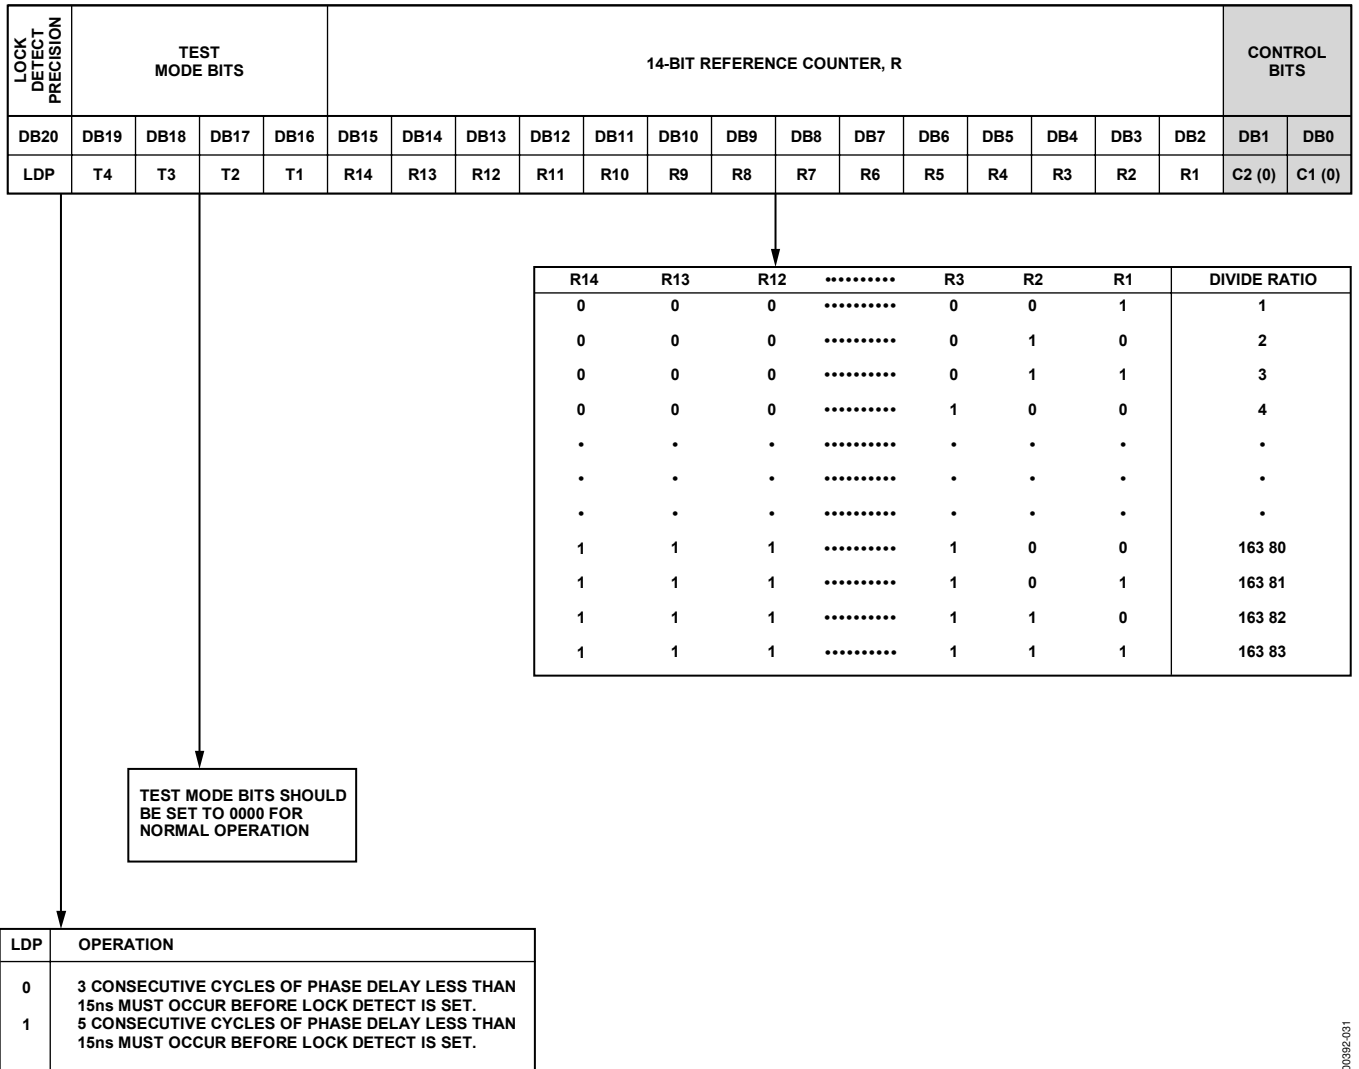 LOCK
DETECT
PRECISION
TEST
MODE BITS
14-BIT REFERENCE COUNTER, R
CONTROL
BITS
DB20 DB19 DB18 DB17 DB16 DB15 DB14 DB13 DB12 DB11 DB10 DB9 DB8 DB7 DB6 DB5 DB4 DB3 DB2 DB1 DB0
LDP T4 T3 T2 T1 R14 R13 R12 R11 R10 R9 R8 R7 R6 R5 R4 R3 R2 R1 C2 (0) C1 (0)
R14 R13 R12 •••••••••• R3 R2 R1 DIVIDE RATIO
0 0 0 •••••••••• 0 0 1 1
0 0 0 •••••••••• 0 1 0 2
0 0 0 •••••••••• 0 1 1 3
0 0 0 •••••••••• 1 0 0 4
• • • •••••••••• • • • •
• • • •••••••••• • • • •
• • • •••••••••• • • • •
1 1 1 •••••••••• 1 0 0 163 80
1 1 1 •••••••••• 1 0 1 163 81
1 1 1 •••••••••• 1 1 0 163 82
1 1 1 •••••••••• 1 1 1 163 83
TEST MODE BITS SHOULD
BE SET TO 0000 FOR
NORMAL OPERATION
LDP OPERATION
0 3 CONSECUTIVE CYCLES OF PHASE DELAY LESS THAN
15ns MUST OCCUR BEFORE LOCK DETECT IS SET.
1 5 CONSECUTIVE CYCLES OF PHASE DELAY LESS THAN
15ns MUST OCCUR BEFORE LOCK DETECT IS SET.
00392-031